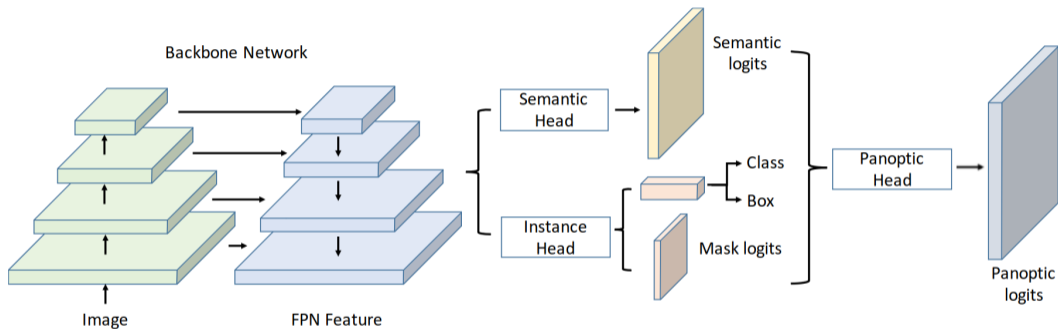 Backbone Network
Image
FPN Feature
Semantic
Head
Instance
Head
Semantic
logits
Class
Box
Mask logits
Panoptic
Head
Panoptic
logits